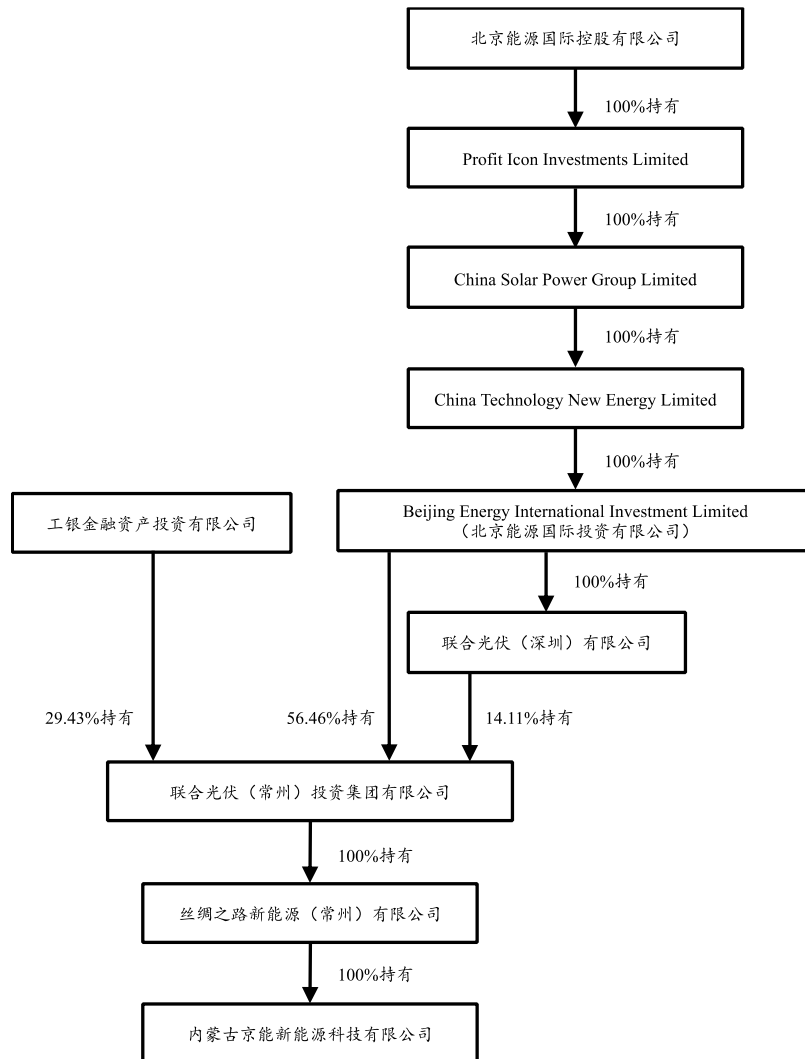 北京能源国际控股有限公司
100%持有
Profit Icon Investments Limited
100%持有
China Solar Power Group Limited
100%持有
China Technology New Energy Limited
100%持有
工银金融资产投资有限公司
Beijing Energy International Investment Limited
（北京能源国际投资有限公司）
100%持有
联合光伏（深圳）有限公司
29.43%持有
56.46%持有
14.11%持有
联合光伏（常州）投资集团有限公司
100%持有
丝绸之路新能源（常州）有限公司
100%持有
内蒙古京能新能源科技有限公司